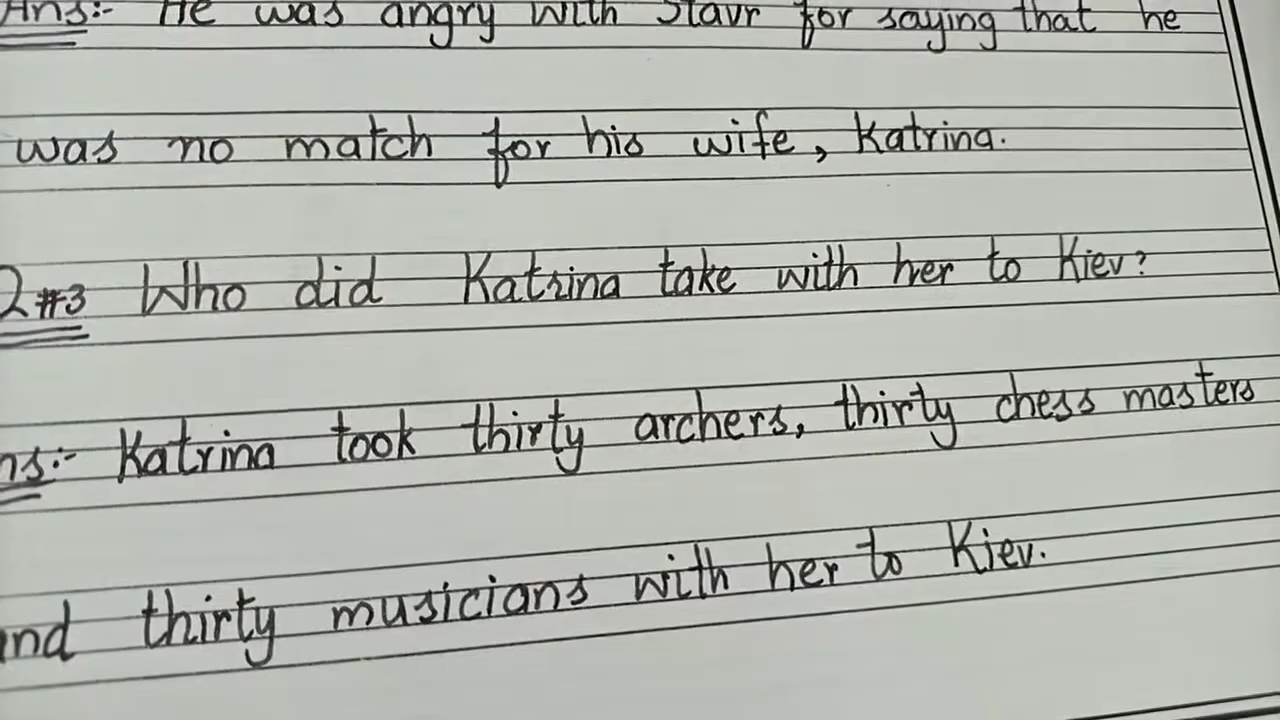 Ans:- He was angry with Stavr for saying that he
was no match for his wife, Katrina.
Q#3 Who did Katrina take with her to Kiev?
ns:- Katrina took thirty archers, thirty chess masters
and thirty musicians with her to Kiev.